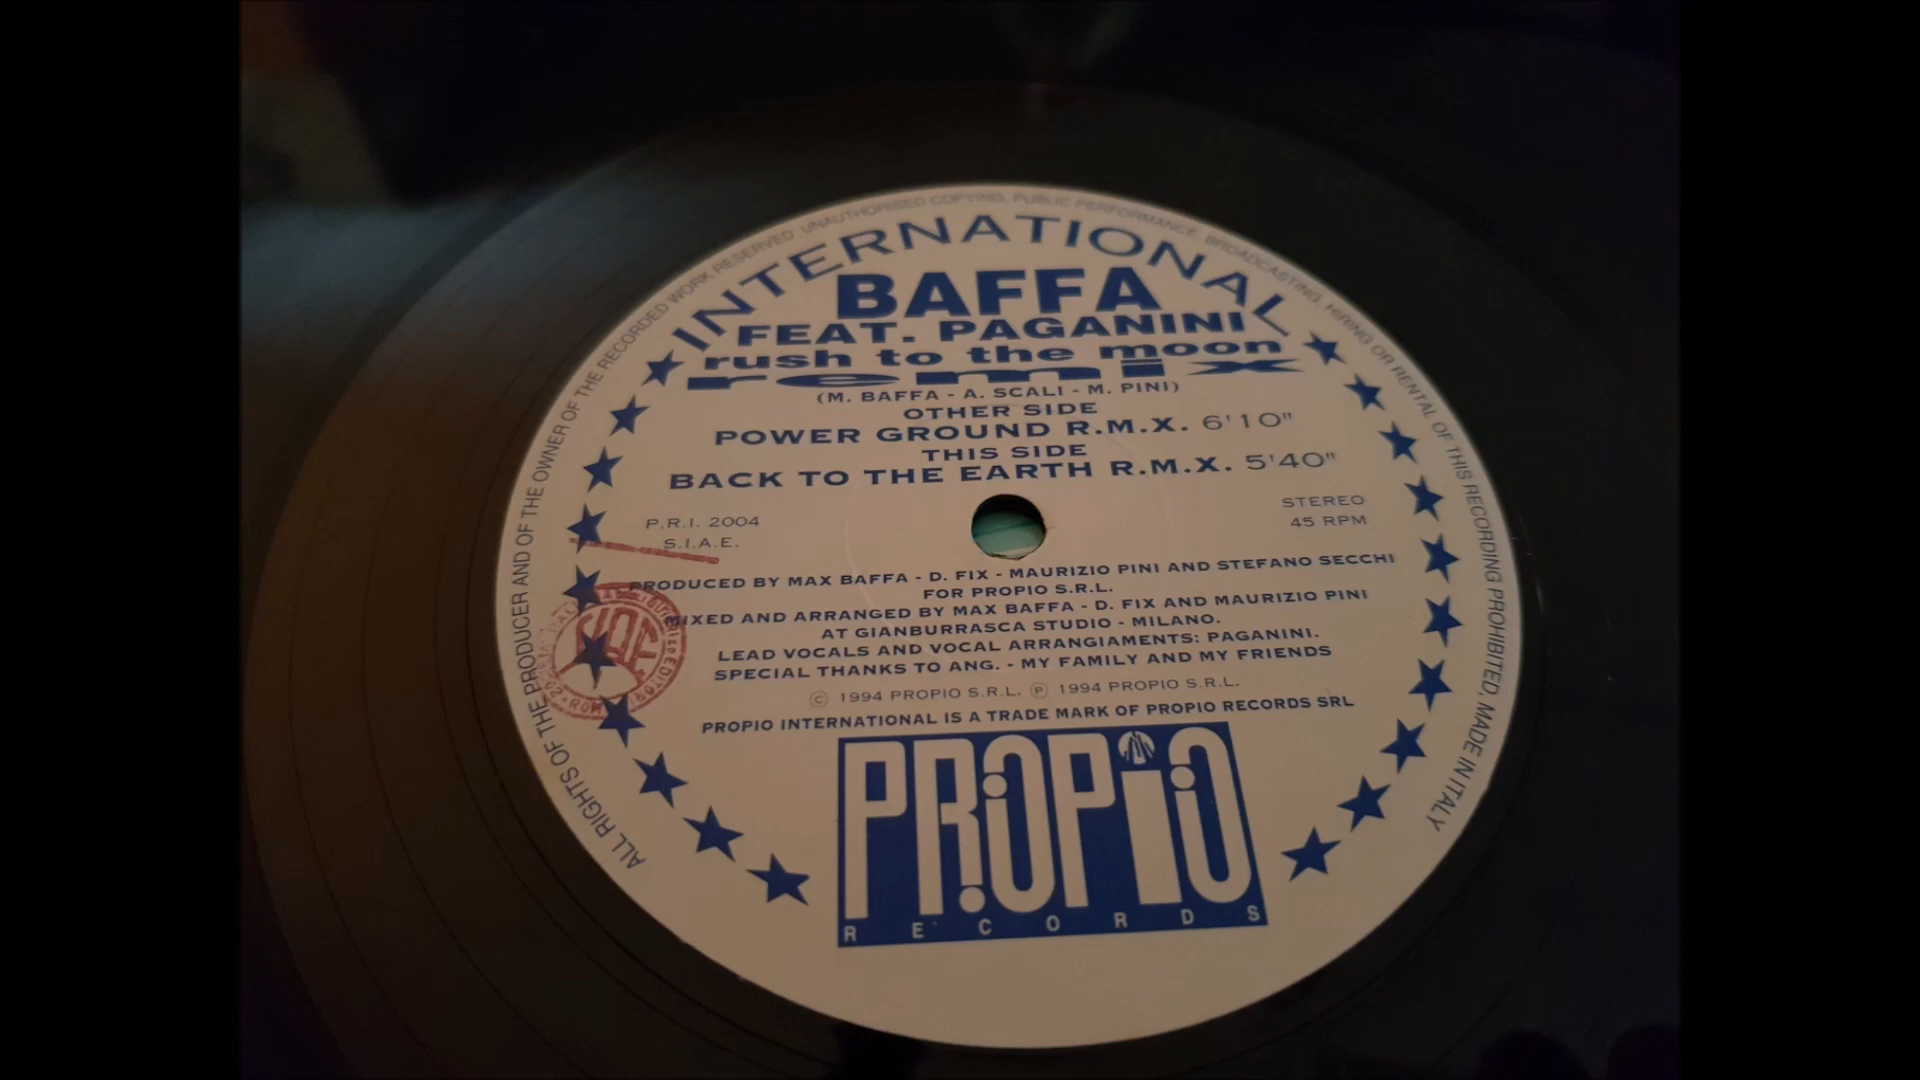 ALL RIGHTS OF THE PRODUCER AND OF THE OWNER OF THE RECORDED WORK RESERVED. UNAUTHORISED COPYING, PUBLIC PERFORMANCE, BROADCASTING, HIRING OR RENTAL OF THIS RECORDING PROHIBITED. MADE IN ITALY
INTERNATIONAL
BAFFA
FEAT. PAGANINI
rush to the moon
remix
(M. BAFFA - A. SCALI - M. PINI)
OTHER SIDE
POWER GROUND R.M.X. 6'10"
THIS SIDE
BACK TO THE EARTH R.M.X. 5'40"
P.R.I. 2004
S.I.A.E.
STEREO
45 RPM
PRODUCED BY MAX BAFFA - D. FIX - MAURIZIO PINI AND STEFANO SECCHI
FOR PROPIO S.R.L.
MIXED AND ARRANGED BY MAX BAFFA - D. FIX AND MAURIZIO PINI
AT GIANBURRASCA STUDIO - MILANO.
LEAD VOCALS AND VOCAL ARRANGIAMENTS: PAGANINI.
SPECIAL THANKS TO ANG. - MY FAMILY AND MY FRIENDS
© 1994 PROPIO S.R.L. ℗ 1994 PROPIO S.R.L.
PROPIO INTERNATIONAL IS A TRADE MARK OF PROPIO RECORDS SRL
PROPIO
RECORDS